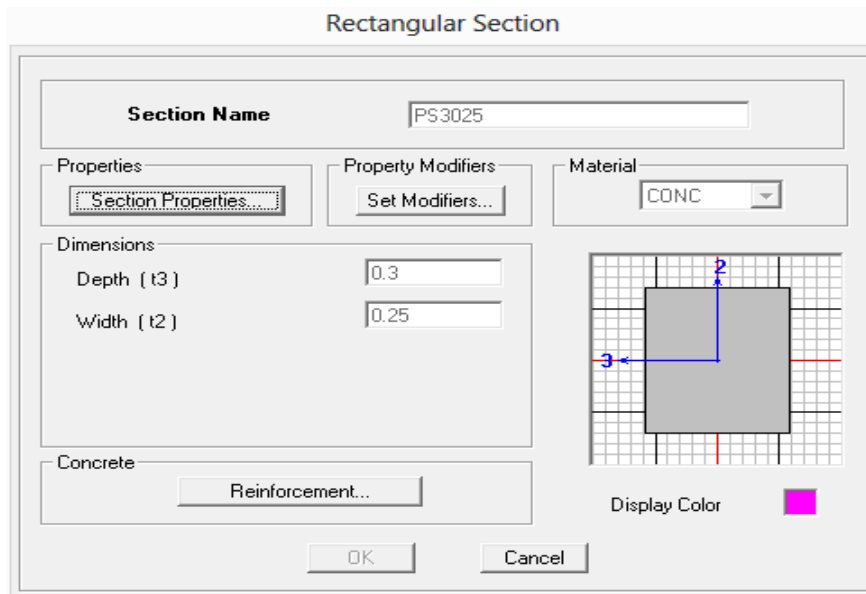 Rectangular Section
Section Name PS3025
Properties
Section Properties...
Property Modifiers
Set Modifiers...
Material
CONC
Dimensions
Depth ( t3 ) 0.3
Width ( t2 ) 0.25
2
3
Concrete
Reinforcement...
Display Color
OK Cancel